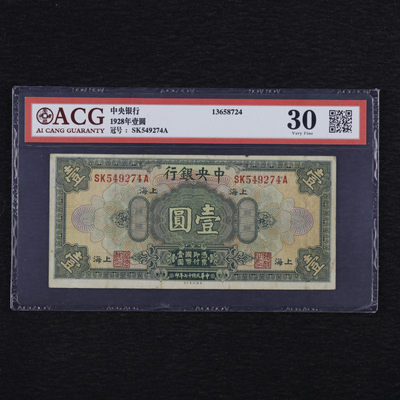 ACG
AI CANG GUARANTY
中央银行
1928年壹圓
冠号： SK549274A
13658724
30
Very Fine
行銀央中
SK549274A
SK549274A
海上
海上
壹
壹
圓壹
壹
壹
海上
海上